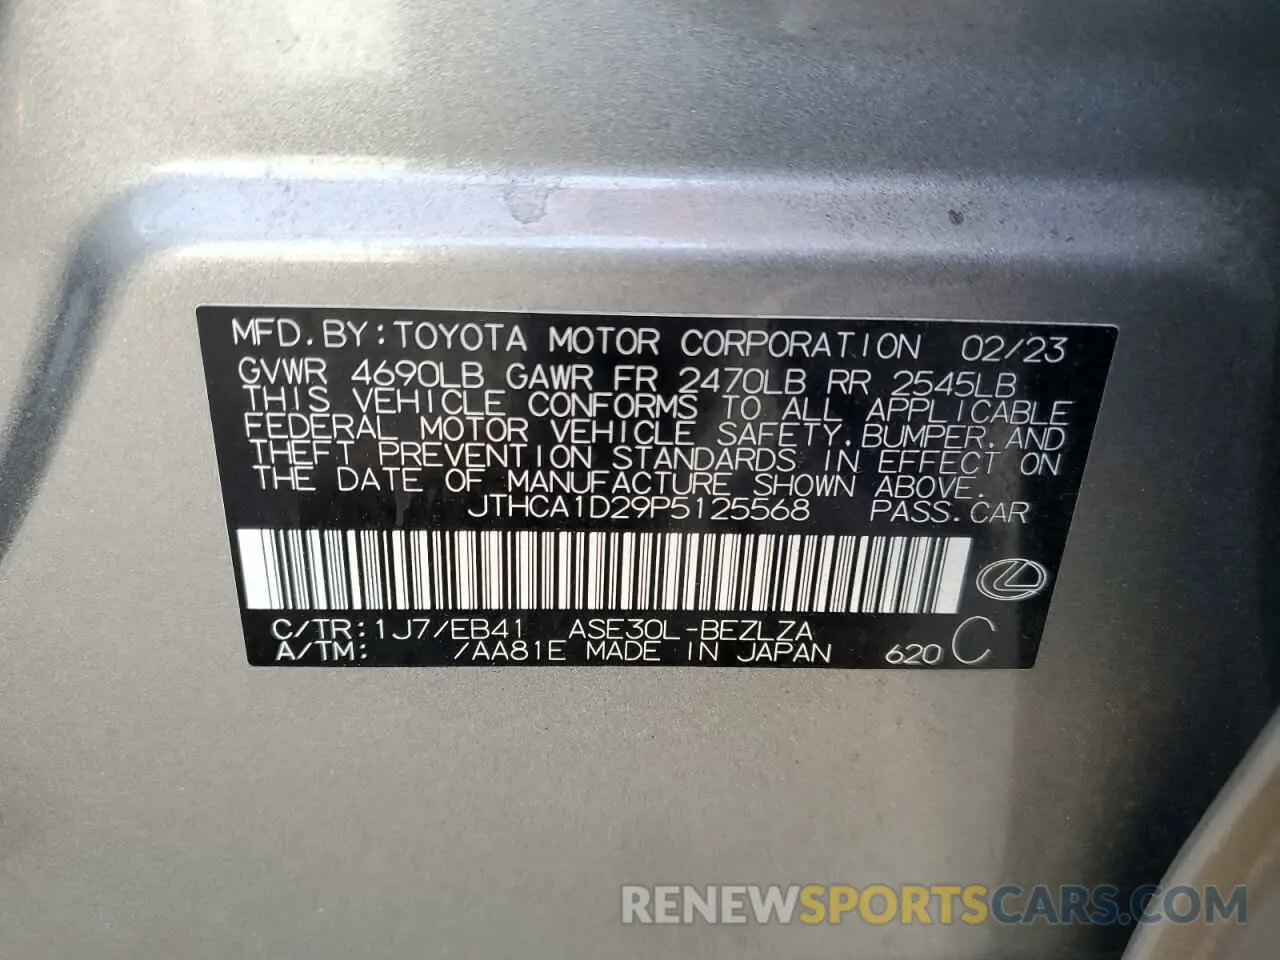 MFD. BY: TOYOTA MOTOR CORPORATION 02/23
GVWR 4690LB GAWR FR 2470LB RR 2545LB
THIS VEHICLE CONFORMS TO ALL APPLICABLE
FEDERAL MOTOR VEHICLE SAFETY, BUMPER, AND
THEFT PREVENTION STANDARDS IN EFFECT ON
THE DATE OF MANUFACTURE SHOWN ABOVE.
JTHCA1D29P5125568 PASS. CAR
C/TR: 1J7/EB41 ASE30L-BEZLZA
A/TM: /AA81E MADE IN JAPAN 620 C
RENEWSPORTSCARS.COM